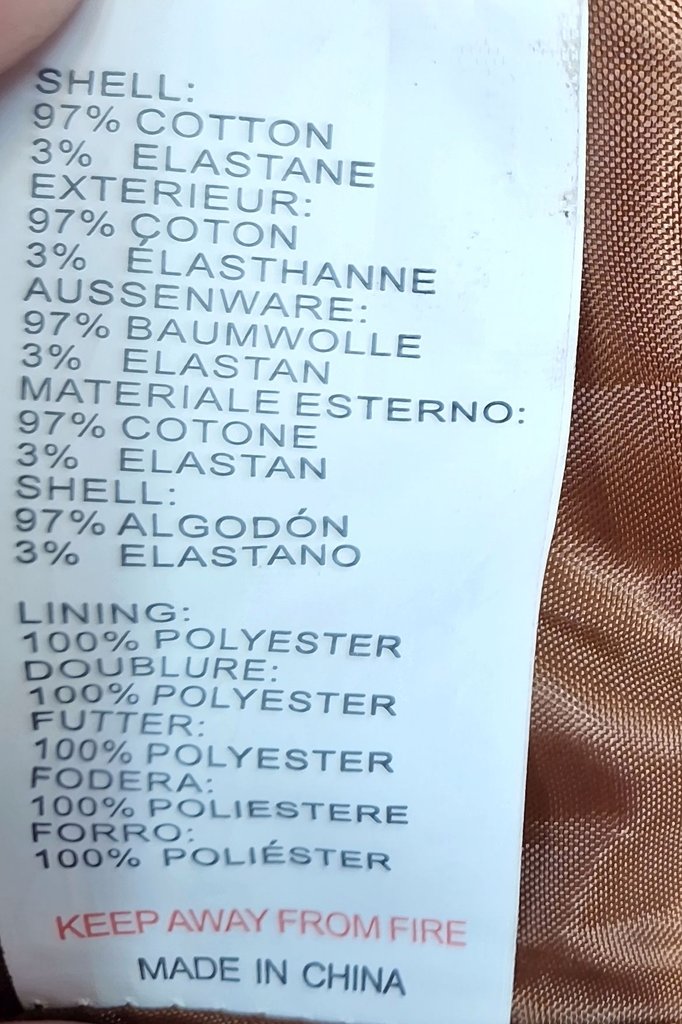 SHELL:
97% COTTON
3% ELASTANE
EXTERIEUR:
97% COTON
3% ÉLASTHANNE
AUSSENWARE:
97% BAUMWOLLE
3% ELASTAN
MATERIALE ESTERNO:
97% COTONE
3% ELASTAN
SHELL:
97% ALGODÓN
3% ELASTANO
LINING:
100% POLYESTER
DOUBLURE:
100% POLYESTER
FUTTER:
100% POLYESTER
FODERA:
100% POLIESTERE
FORRO:
100% POLIÉSTER
KEEP AWAY FROM FIRE
MADE IN CHINA